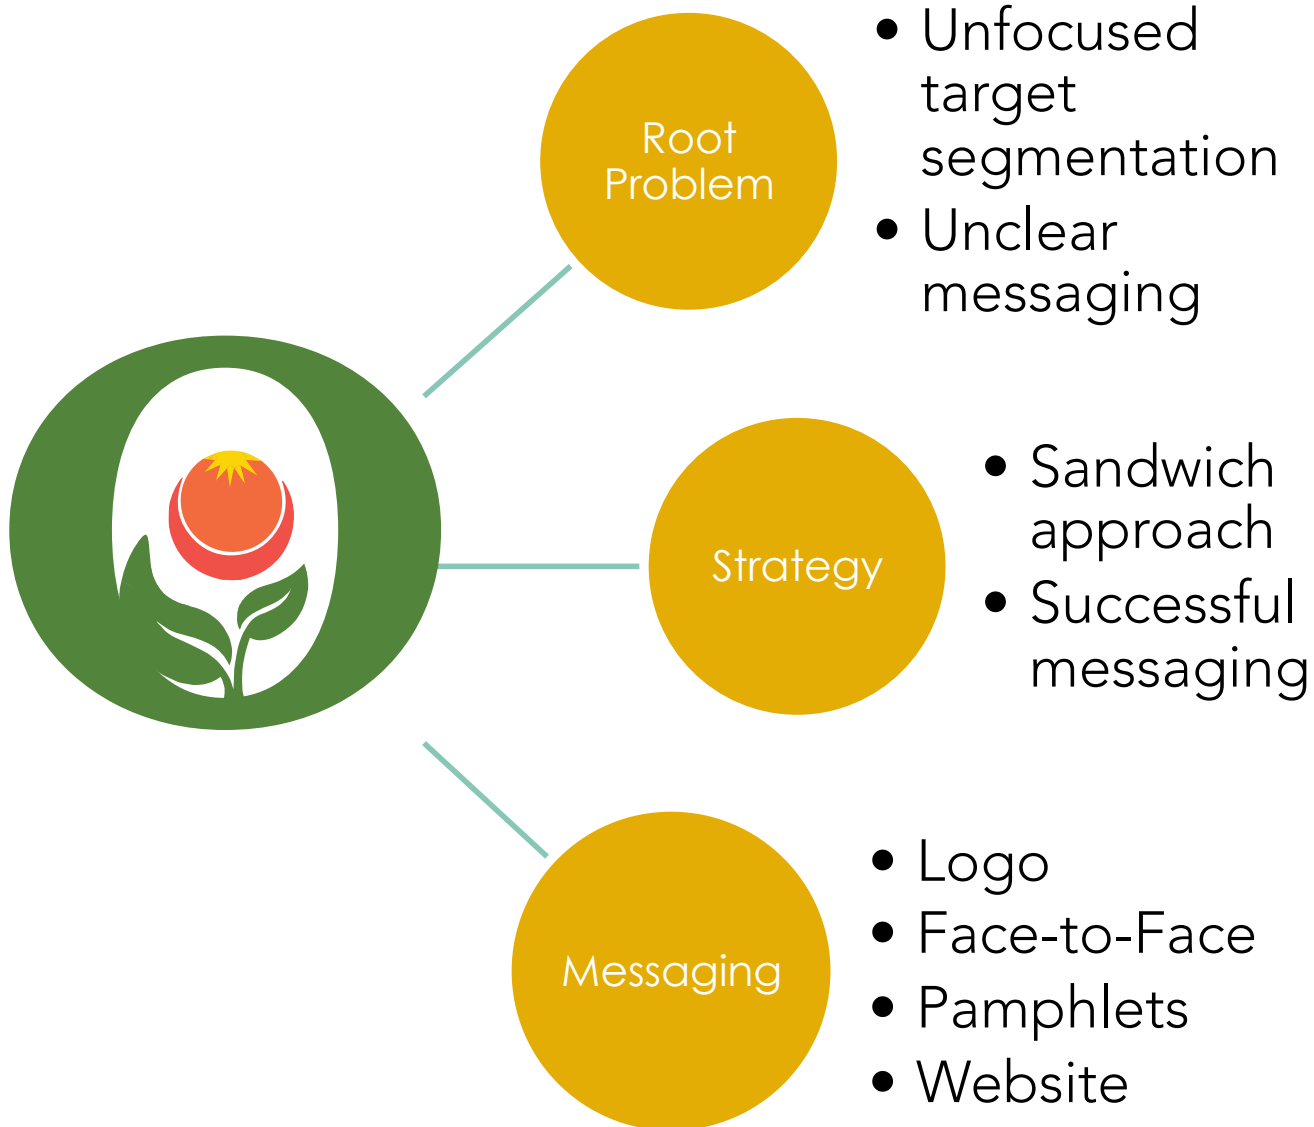 Root
Problem
• Unfocused
target
segmentation
• Unclear
messaging
Strategy
• Sandwich
approach
• Successful
messaging
Messaging
• Logo
• Face-to-Face
• Pamphlets
• Website